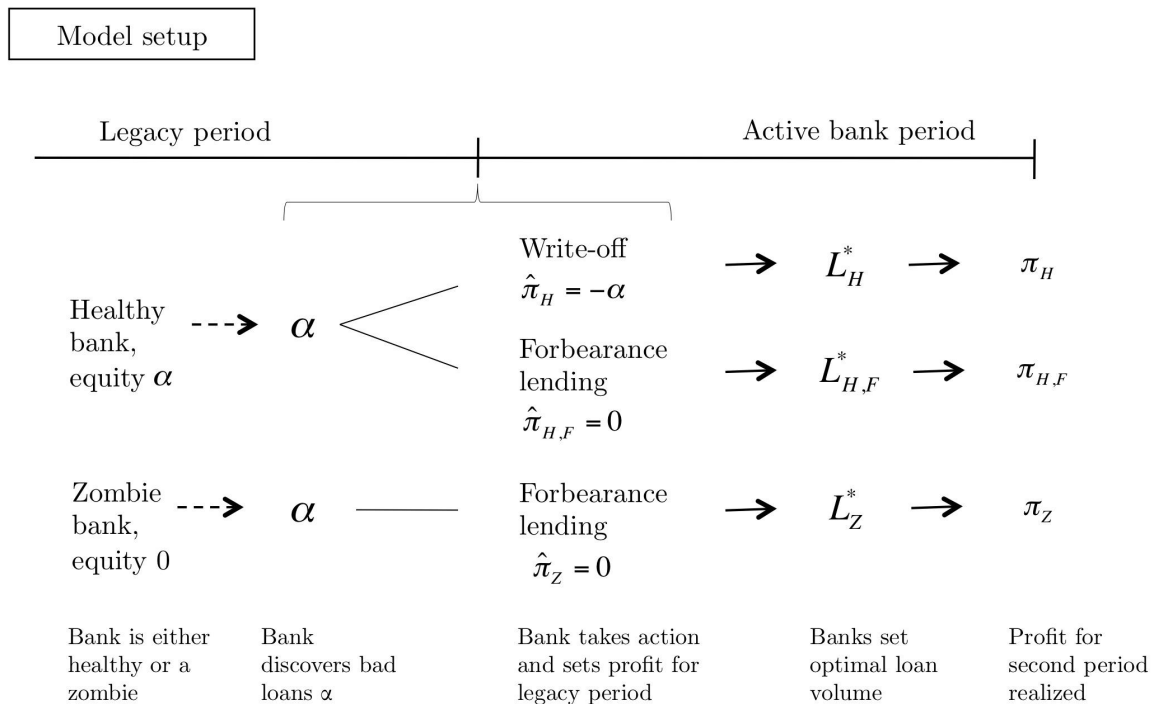 Model setup
Legacy period
Active bank period
Healthy
bank,
equity α
α
Write-off
π̂_H = −α
L*_H
π_H
Forbearance
lending
π̂_{H,F} = 0
L*_{H,F}
π_{H,F}
Zombie
bank,
equity 0
α
Forbearance
lending
π̂_Z = 0
L*_Z
π_Z
Bank is either
healthy or a
zombie
Bank
discovers bad
loans α
Bank takes action
and sets profit for
legacy period
Banks set
optimal loan
volume
Profit for
second period
realized